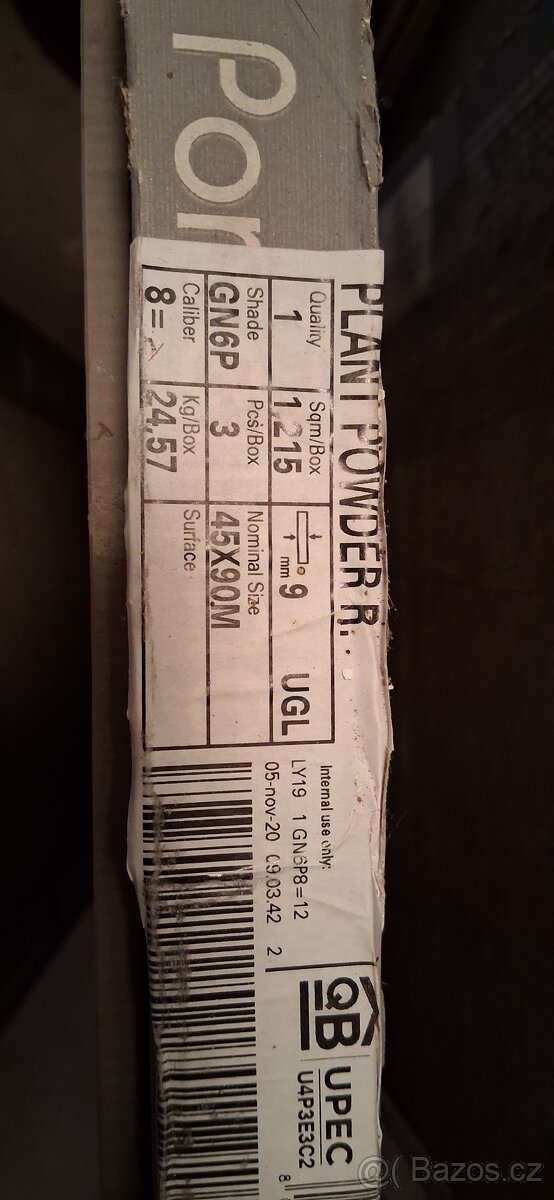 Por
PLANT POWDER R.
Quality
1
Sqm/Box
1,215
mm 9
UGL
Shade
GN6P
Pcs/Box
3
Nominal Size
45X90M
Caliber
8=
Kg/Box
24,57
Surface
Internal use only:
LY19 1 GN6P8=12
05-nov-20 09.03.42 2
QB
UPEC
U4P3E3C2
8
@( Bazos.cz